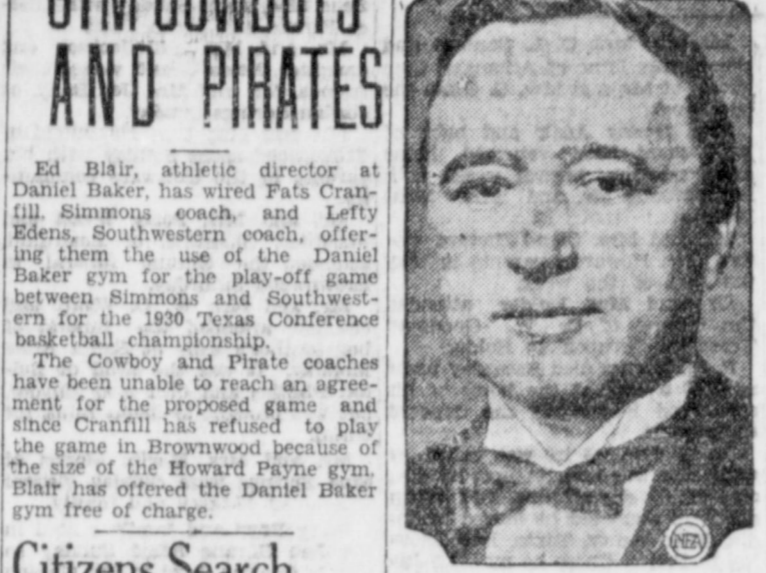 GYM COWBOYS
AND PIRATES
Ed Blair, athletic director at
Daniel Baker, has wired Fats Cran-
fill, Simmons coach, and Lefty
Edens, Southwestern coach, offer-
ing them the use of the Daniel
Baker gym for the play-off game
between Simmons and Southwest-
ern for the 1930 Texas Conference
basketball championship.
The Cowboy and Pirate coaches
have been unable to reach an agree-
ment for the proposed game and
since Cranfill has refused to play
the game in Brownwood because of
the size of the Howard Payne gym.
Blair has offered the Daniel Baker
gym free of charge.
Citizens Search
NEA